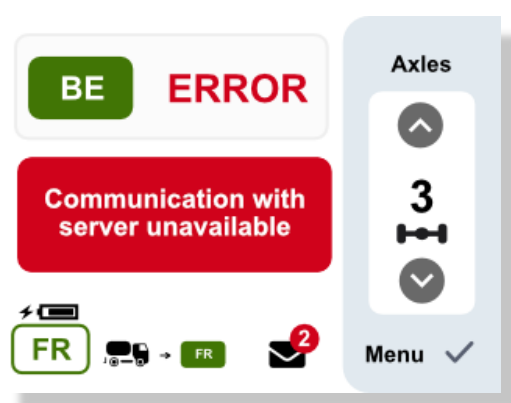 BE ERROR
Communication with
server unavailable
FR
FR
2
Axles
3
Menu